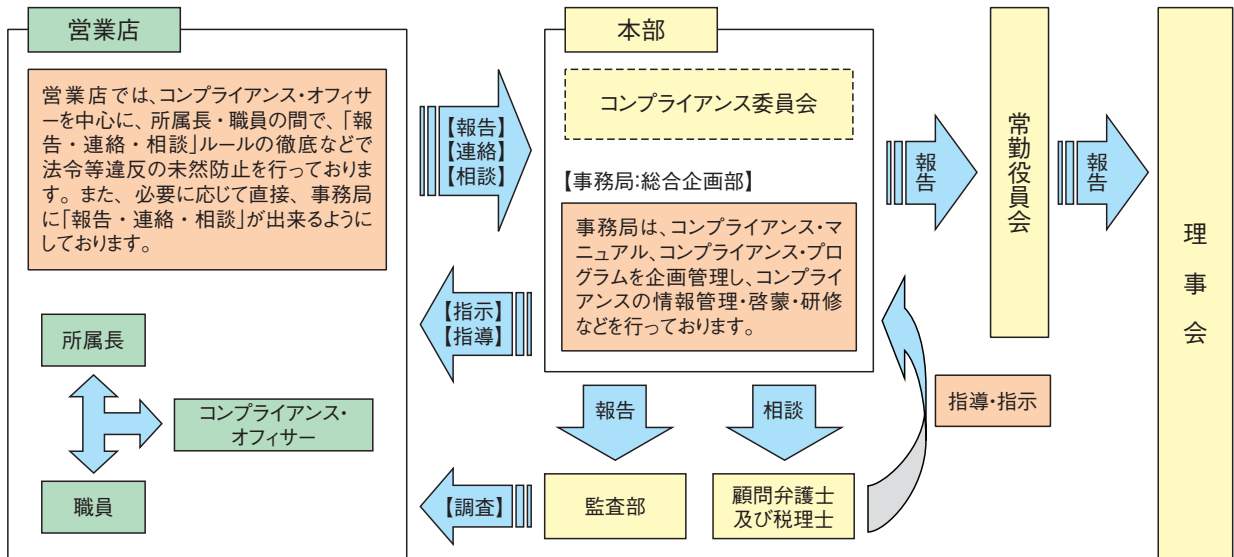 営業店
営業店では、コンプライアンス・オフィサ
ーを中心に、所属長・職員の間で、「報
告・連絡・相談」ルールの徹底などで
法令等違反の未然防止を行っておりま
す。また、必要に応じて直接、事務局
に「報告・連絡・相談」が出来るように
しております。
所属長
コンプライアンス・
オフィサー
職員
【報告】
【連絡】
【相談】
【指示】
【指導】
【調査】
本部
コンプライアンス委員会
【事務局:総合企画部】
事務局は、コンプライアンス・マ
ニュアル、コンプライアンス・プロ
グラムを企画管理し、コンプライ
アンスの情報管理・啓蒙・研修
などを行っております。
報告
相談
監査部
顧問弁護士
及び税理士
指導・指示
報告
常勤役員会
報告
理事会